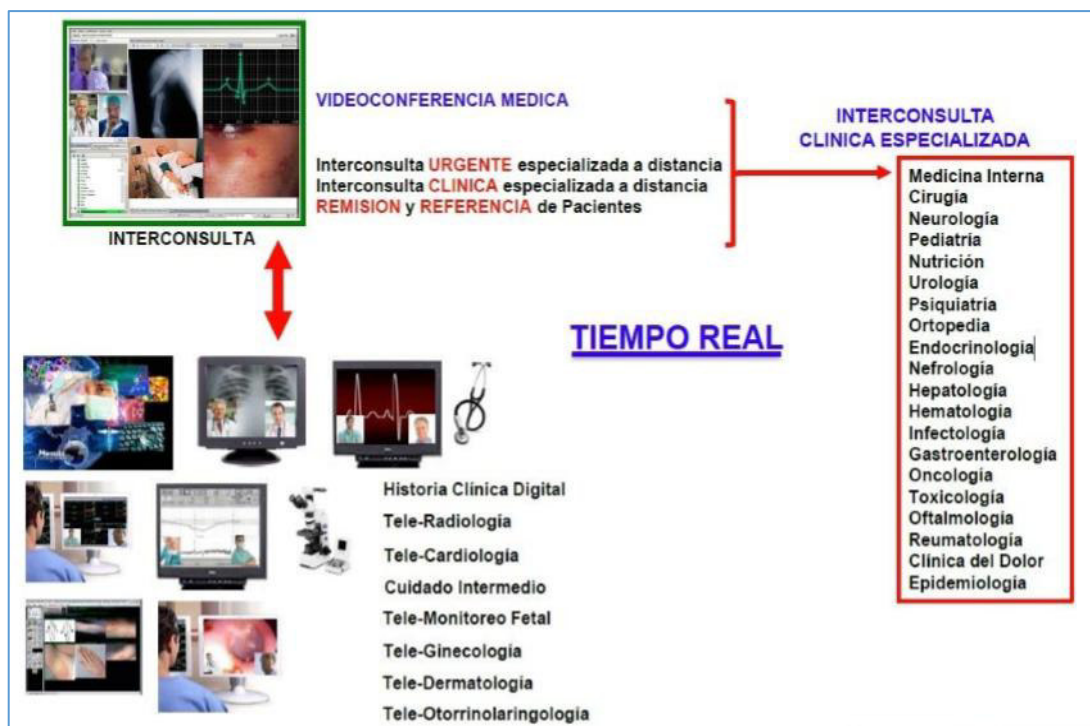 VIDEOCONFERENCIA MEDICA
Interconsulta URGENTE especializada a distancia
Interconsulta CLINICA especializada a distancia
REMISION y REFERENCIA de Pacientes
INTERCONSULTA
INTERCONSULTA
CLINICA ESPECIALIZADA
Medicina Interna
Cirugía
Neurología
Pediatría
Nutrición
Urología
Psiquiatría
Ortopedia
Endocrinología
Nefrología
Hepatología
Hematología
Infectología
Gastroenterología
Oncología
Toxicología
Oftalmología
Reumatología
Clínica del Dolor
Epidemiología
TIEMPO REAL
Historia Clínica Digital
Tele-Radiología
Tele-Cardiología
Cuidado Intermedio
Tele-Monitoreo Fetal
Tele-Ginecología
Tele-Dermatología
Tele-Otorrinolaringología